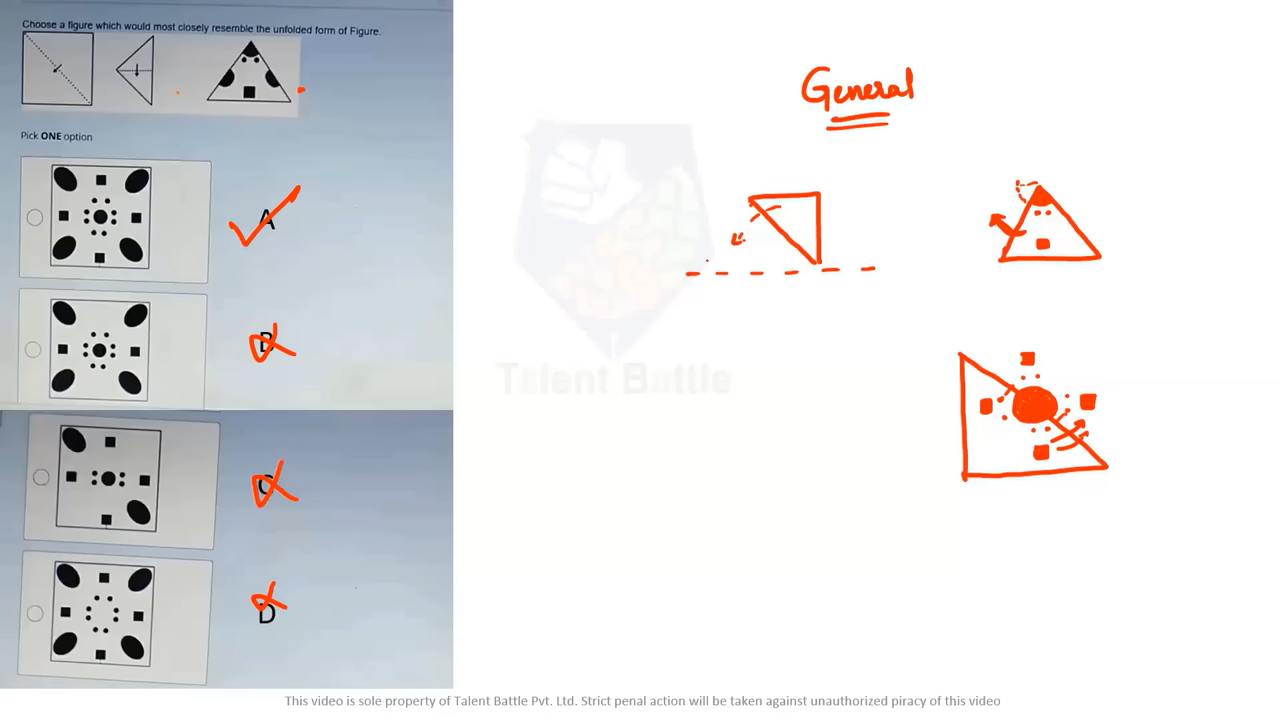 Choose a figure which would most closely resemble the unfolded form of Figure.
Pick ONE option
A
B
C
D
General
Talent Battle
This video is sole property of Talent Battle Pvt. Ltd. Strict penal action will be taken against unauthorized piracy of this video